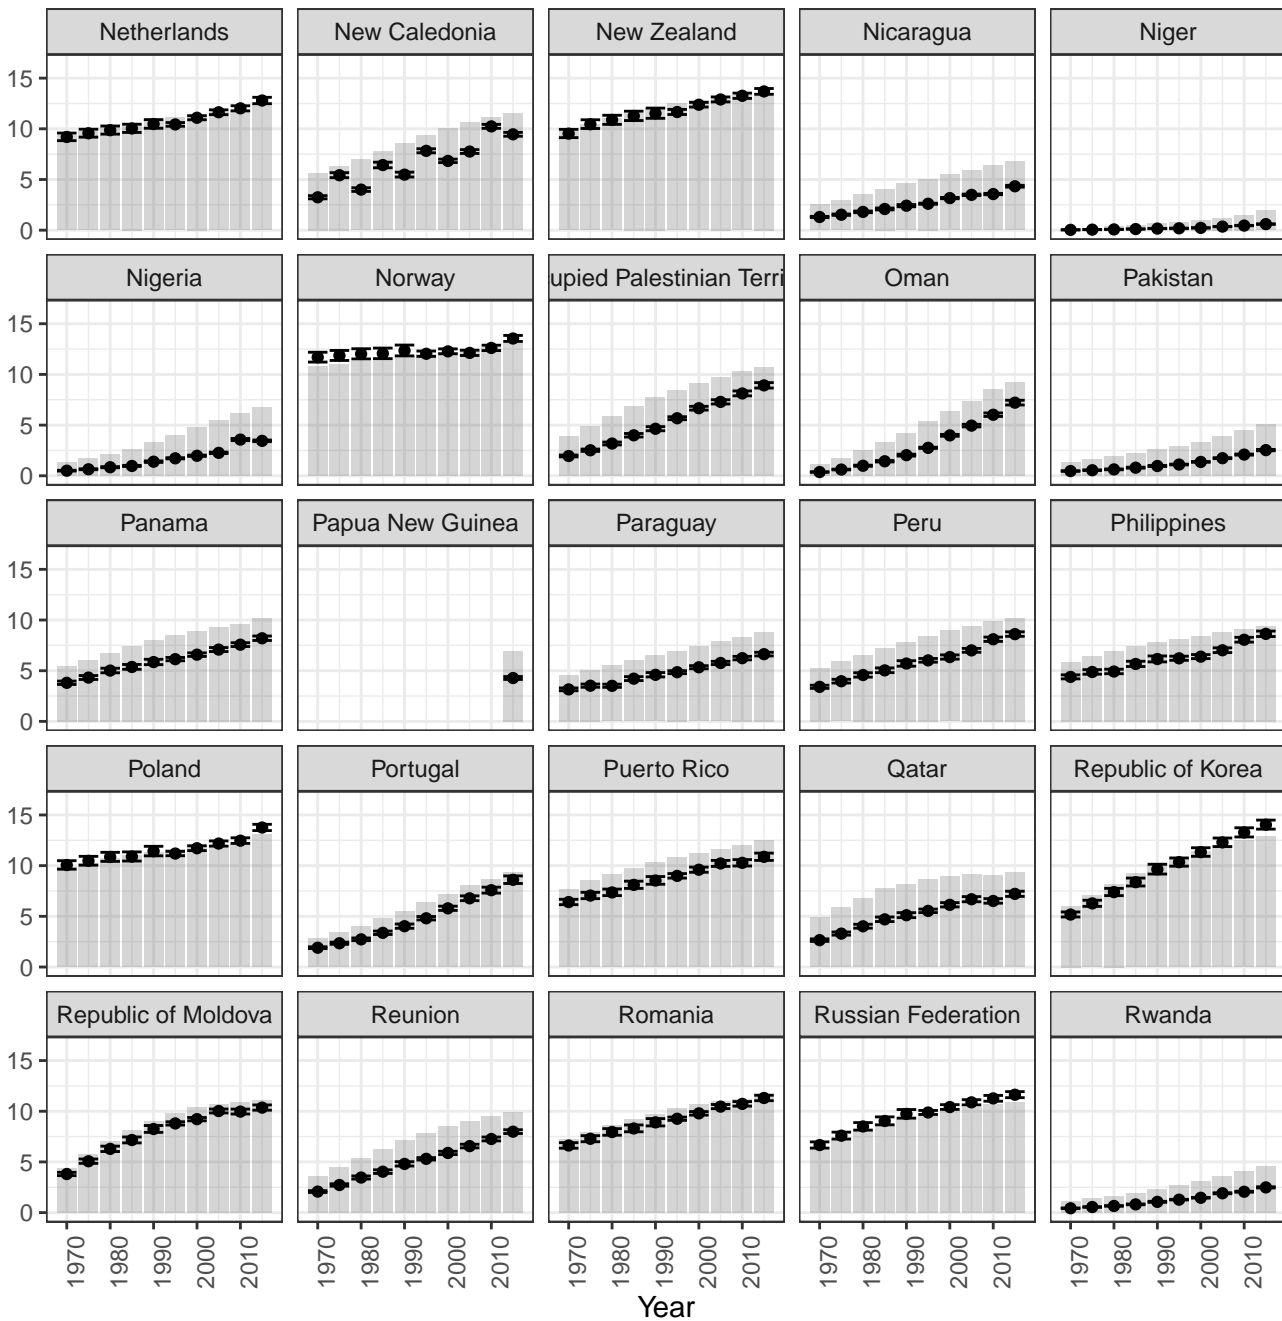 Netherlands New Caledonia New Zealand Nicaragua Niger
15
10
5
0
Nigeria Norway upied Palestinian Terri Oman Pakistan
15
10
5
0
Panama Papua New Guinea Paraguay Peru Philippines
15
10
5
0
Poland Portugal Puerto Rico Qatar Republic of Korea
15
10
5
0
Republic of Moldova Reunion Romania Russian Federation Rwanda
15
10
5
0
1970 1980 1990 2000 2010 1970 1980 1990 2000 2010 1970 1980 1990 2000 2010 1970 1980 1990 2000 2010 1970 1980 1990 2000 2010
Year